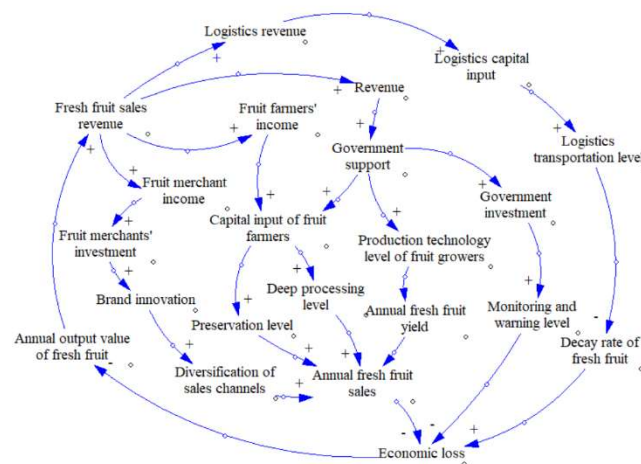 Logistics revenue
+
Logistics capital
input
+
Revenue
+
Fresh fruit sales
revenue
+
Fruit farmers'
income
+
Logistics
transportation level
+
Government
support
+
Fruit merchant
income
+
Government
investment
+
Capital input of fruit
farmers
+
+
Fruit merchants'
investment
+
Production technology
level of fruit growers
+
Deep processing
level
+
Brand innovation
+
Annual fresh fruit
yield
+
Monitoring and
warning level
+
Preservation level
+
Annual output value
of fresh fruit
-
Decay rate of
fresh fruit
-
Diversification of
sales channels
+
Annual fresh fruit
sales
+
+
+
+
Economic loss
-
-
+